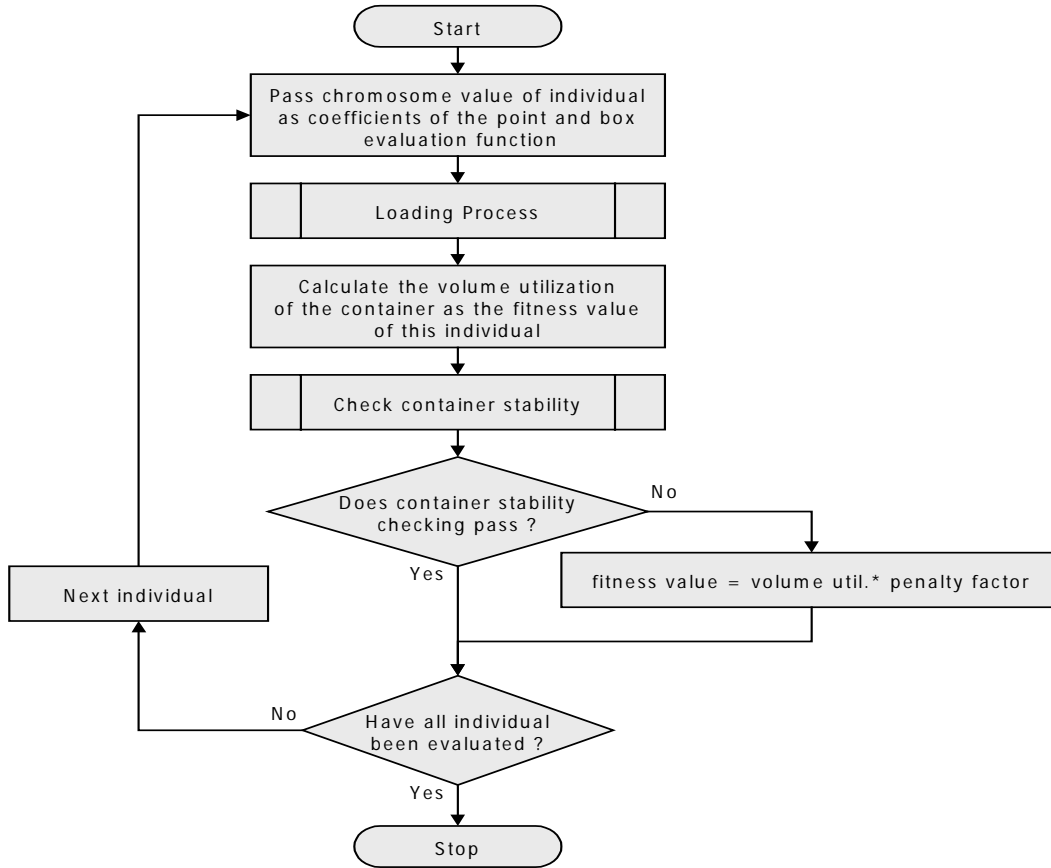 Start
Pass chromosome value of individual
as coefficients of the point and box
evaluation function
Loading Process
Calculate the volume utilization
of the container as the fitness value
of this individual
Check container stability
Does container stability
checking pass ?
No
Yes
fitness value = volume util.* penalty factor
Next individual
No
Have all individual
been evaluated ?
Yes
Stop